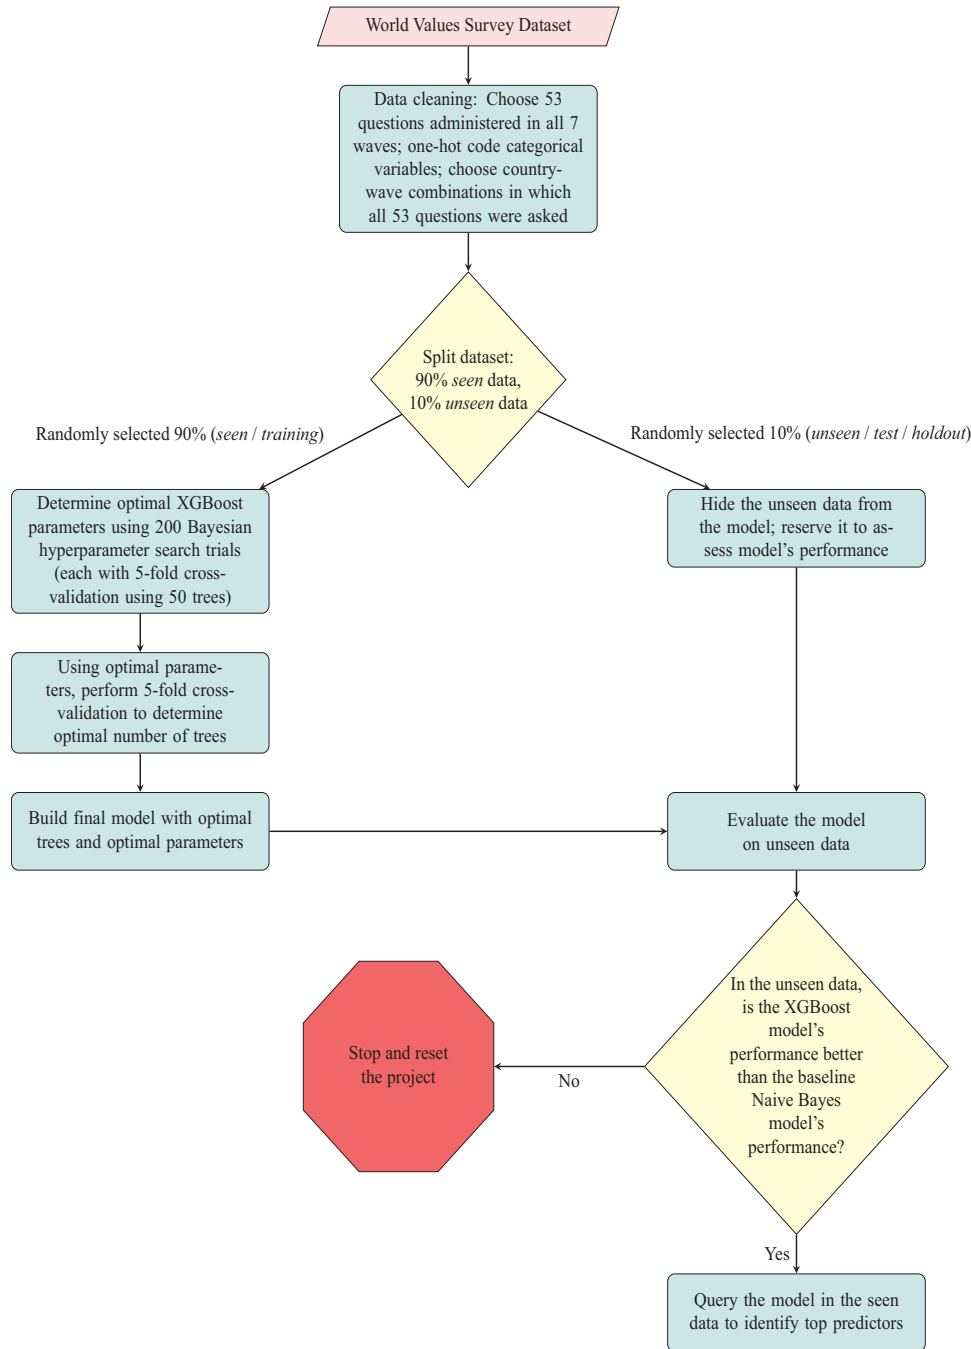 World Values Survey Dataset
Data cleaning: Choose 53
questions administered in all 7
waves; one-hot code categorical
variables; choose country-
wave combinations in which
all 53 questions were asked
Split dataset:
90% seen data,
10% unseen data
Randomly selected 90% (seen / training)
Randomly selected 10% (unseen / test / holdout)
Determine optimal XGBoost
parameters using 200 Bayesian
hyperparameter search trials
(each with 5-fold cross-
validation using 50 trees)
Hide the unseen data from
the model; reserve it to as-
sess model's performance
Using optimal parame-
ters, perform 5-fold cross-
validation to determine
optimal number of trees
Build final model with optimal
trees and optimal parameters
Evaluate the model
on unseen data
In the unseen data,
is the XGBoost
model's
performance better
than the baseline
Naive Bayes
model's
performance?
No
Stop and reset
the project
Yes
Query the model in the seen
data to identify top predictors